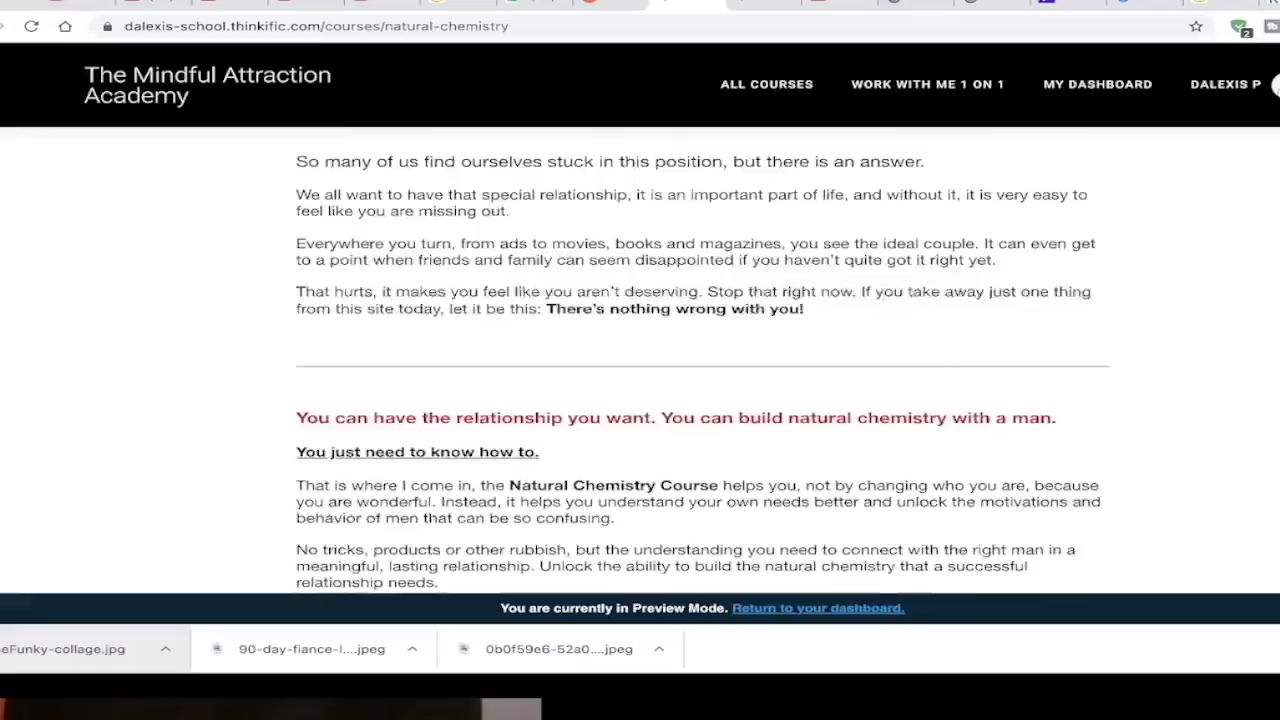 dalexis-school.thinkific.com/courses/natural-chemistry
2
The Mindful Attraction
Academy
ALL COURSES
WORK WITH ME 1 ON 1
MY DASHBOARD
DALEXIS P
So many of us find ourselves stuck in this position, but there is an answer.
We all want to have that special relationship, it is an important part of life, and without it, it is very easy to
feel like you are missing out.
Everywhere you turn, from ads to movies, books and magazines, you see the ideal couple. It can even get
to a point when friends and family can seem disappointed if you haven't quite got it right yet.
That hurts, it makes you feel like you aren't deserving. Stop that right now. If you take away just one thing
from this site today, let it be this: There's nothing wrong with you!
You can have the relationship you want. You can build natural chemistry with a man.
You just need to know how to.
That is where I come in, the Natural Chemistry Course helps you, not by changing who you are, because
you are wonderful. Instead, it helps you understand your own needs better and unlock the motivations and
behavior of men that can be so confusing.
No tricks, products or other rubbish, but the understanding you need to connect with the right man in a
meaningful, lasting relationship. Unlock the ability to build the natural chemistry that a successful
relationship needs.
You are currently in Preview Mode. Return to your dashboard.
eFunky-collage.jpg
90-day-fiance-l....jpeg
0b0f59e6-52a0....jpeg